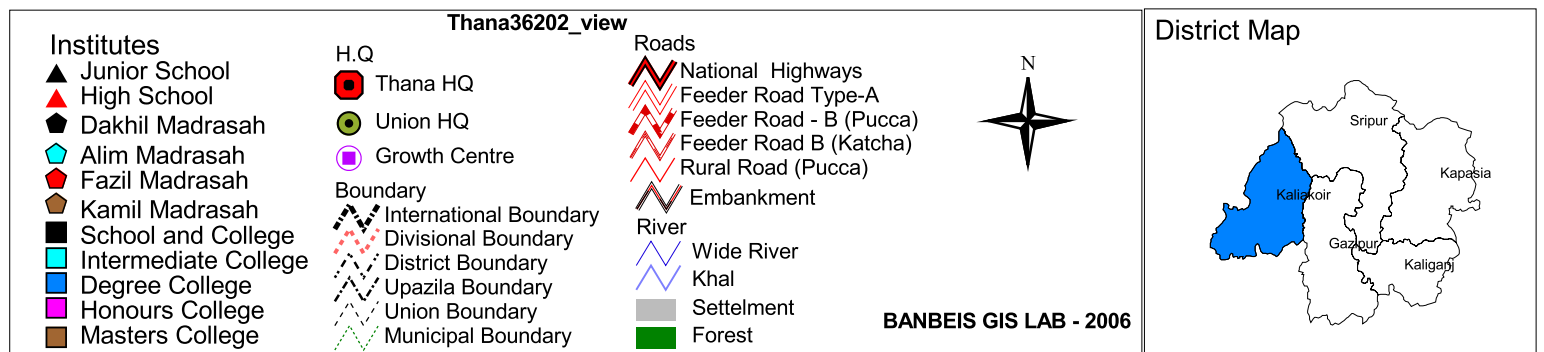 Thana36202_view
Institutes
Junior School
High School
Dakhil Madrasah
Alim Madrasah
Fazil Madrasah
Kamil Madrasah
School and College
Intermediate College
Degree College
Honours College
Masters College
H.Q
Thana HQ
Union HQ
Growth Centre
Boundary
International Boundary
Divisional Boundary
District Boundary
Upazila Boundary
Union Boundary
Municipal Boundary
Roads
National Highways
Feeder Road Type-A
Feeder Road - B (Pucca)
Feeder Road B (Katcha)
Rural Road (Pucca)
Embankment
River
Wide River
Khal
Settelment
Forest
N
BANBEIS GIS LAB - 2006
District Map
Sripur
Kapasia
Kaliakoir
Gazipur
Kaliganj